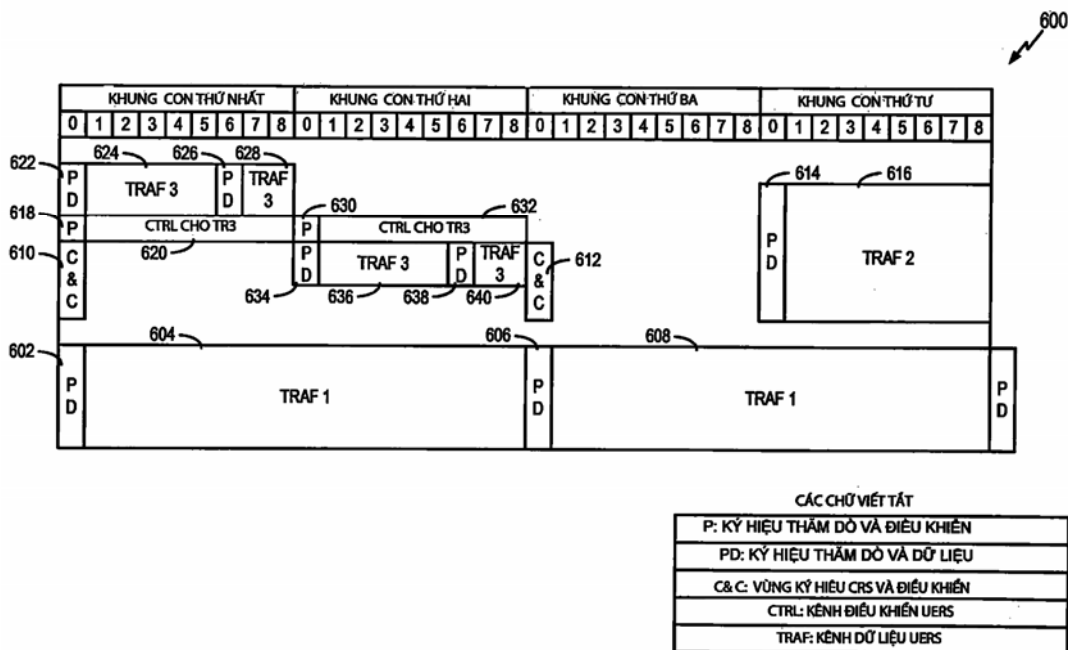 600
KHUNG CON THỨ NHẤT KHUNG CON THỨ HAI KHUNG CON THỨ BA KHUNG CON THỨ TƯ
0 1 2 3 4 5 6 7 8 0 1 2 3 4 5 6 7 8 0 1 2 3 4 5 6 7 8 0 1 2 3 4 5 6 7 8
624 626 628
622 614 616
PD TRAF 3 PD TRAF 3
630 632
618 P CTRL CHO TR3 P CTRL CHO TR3
610 620 612
C&C PD TRAF 3 PD TRAF 3 C&C PD TRAF 2
634 636 638 640
602 604 606 608
PD TRAF 1 PD TRAF 1 PD
CÁC CHỮ VIẾT TẮT
P: KÝ HIỆU THĂM DÒ VÀ ĐIỀU KHIỂN
PD: KÝ HIỆU THĂM DÒ VÀ DỮ LIỆU
C& C: VÙNG KÝ HIỆU CRS VÀ ĐIỀU KHIỂN
CTRL: KÊNH ĐIỀU KHIỂN UERS
TRAF: KÊNH DỮ LIỆU UERS